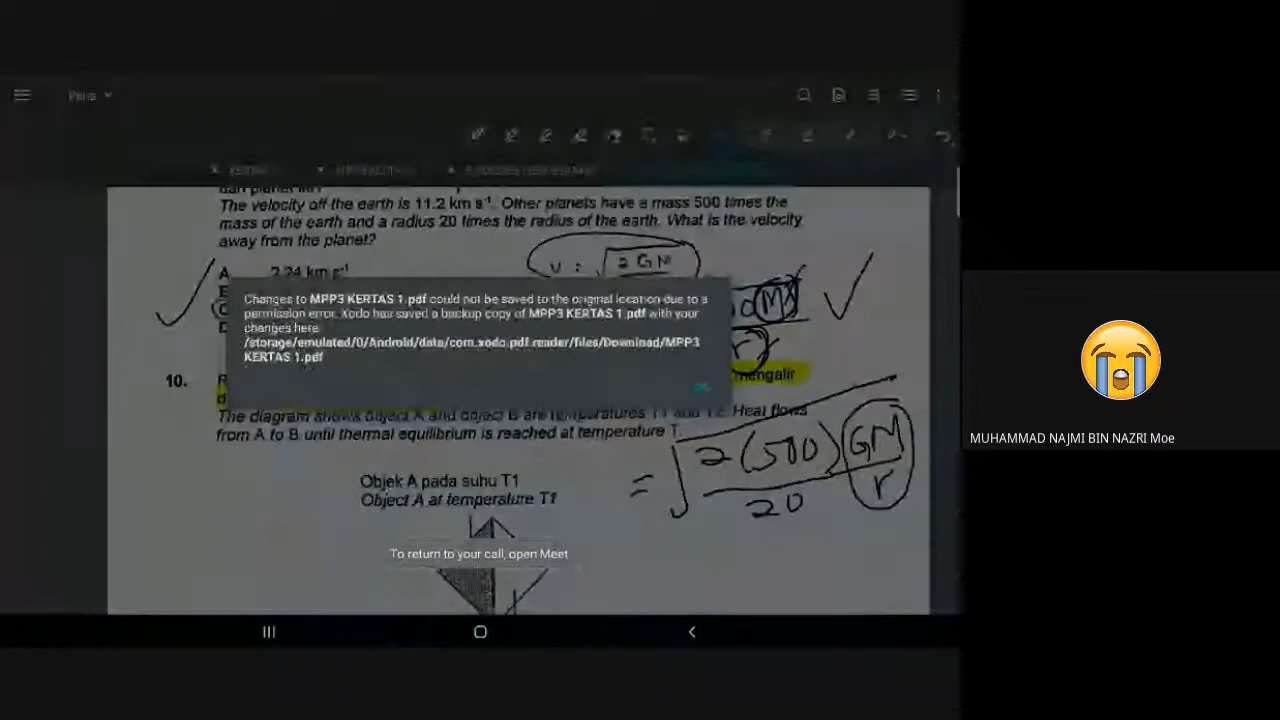 Pens
The velocity off the earth is 11.2 km s⁻¹. Other planets have a mass 500 times the
mass of the earth and a radius 20 times the radius of the earth. What is the velocity
away from the planet?
v = √2GM
A 2.24 km s⁻¹
Changes to MPP3 KERTAS 1.pdf could not be saved to the original location due to a
permission error. Xodo has saved a backup copy of MPP3 KERTAS 1.pdf with your
changes here
/storage/emulated/0/Android/data/com.xodo.pdf.reader/files/Download/MPP3
KERTAS 1.pdf
10.
mengalir
The diagram shows object A and object B are temperatures T1 and T2. Heat flows
from A to B until thermal equilibrium is reached at temperature T.
= √2(500) GM
20 r
Objek A pada suhu T1
Object A at temperature T1
To return to your call, open Meet
MUHAMMAD NAJMI BIN NAZRI Moe